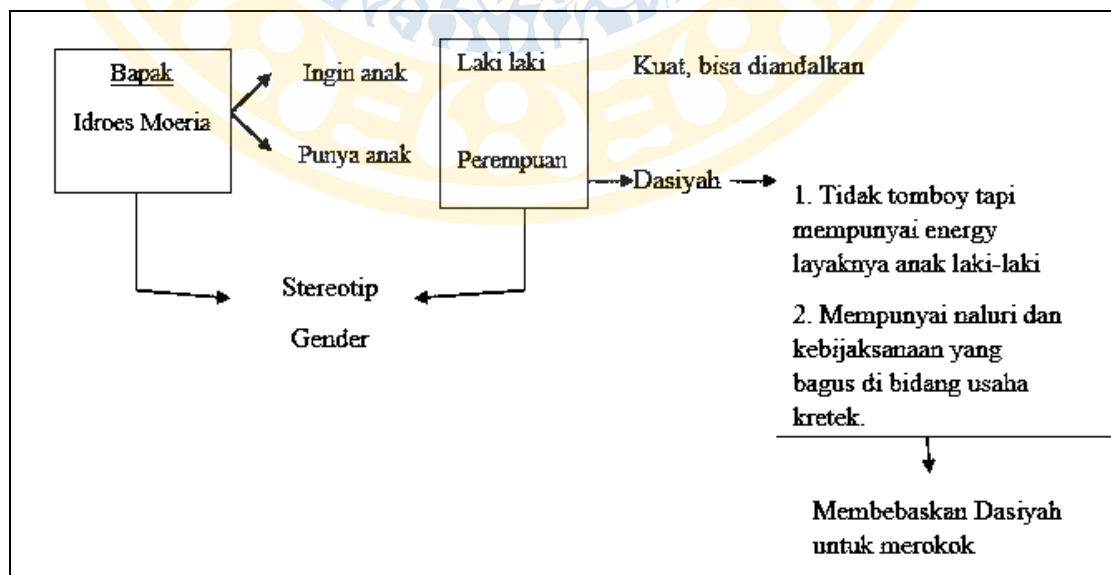 Bapak
Idroes Moeria
Ingin anak
Punya anak
Laki laki
Perempuan
Kuat, bisa diandalkan
Dasiyah
1. Tidak tomboy tapi
mempunyai energy
layaknya anak laki-laki
2. Mempunyai naluri dan
kebijaksanaan yang
bagus di bidang usaha
kretek.
Stereotip
Gender
Membebaskan Dasiyah
untuk merokok